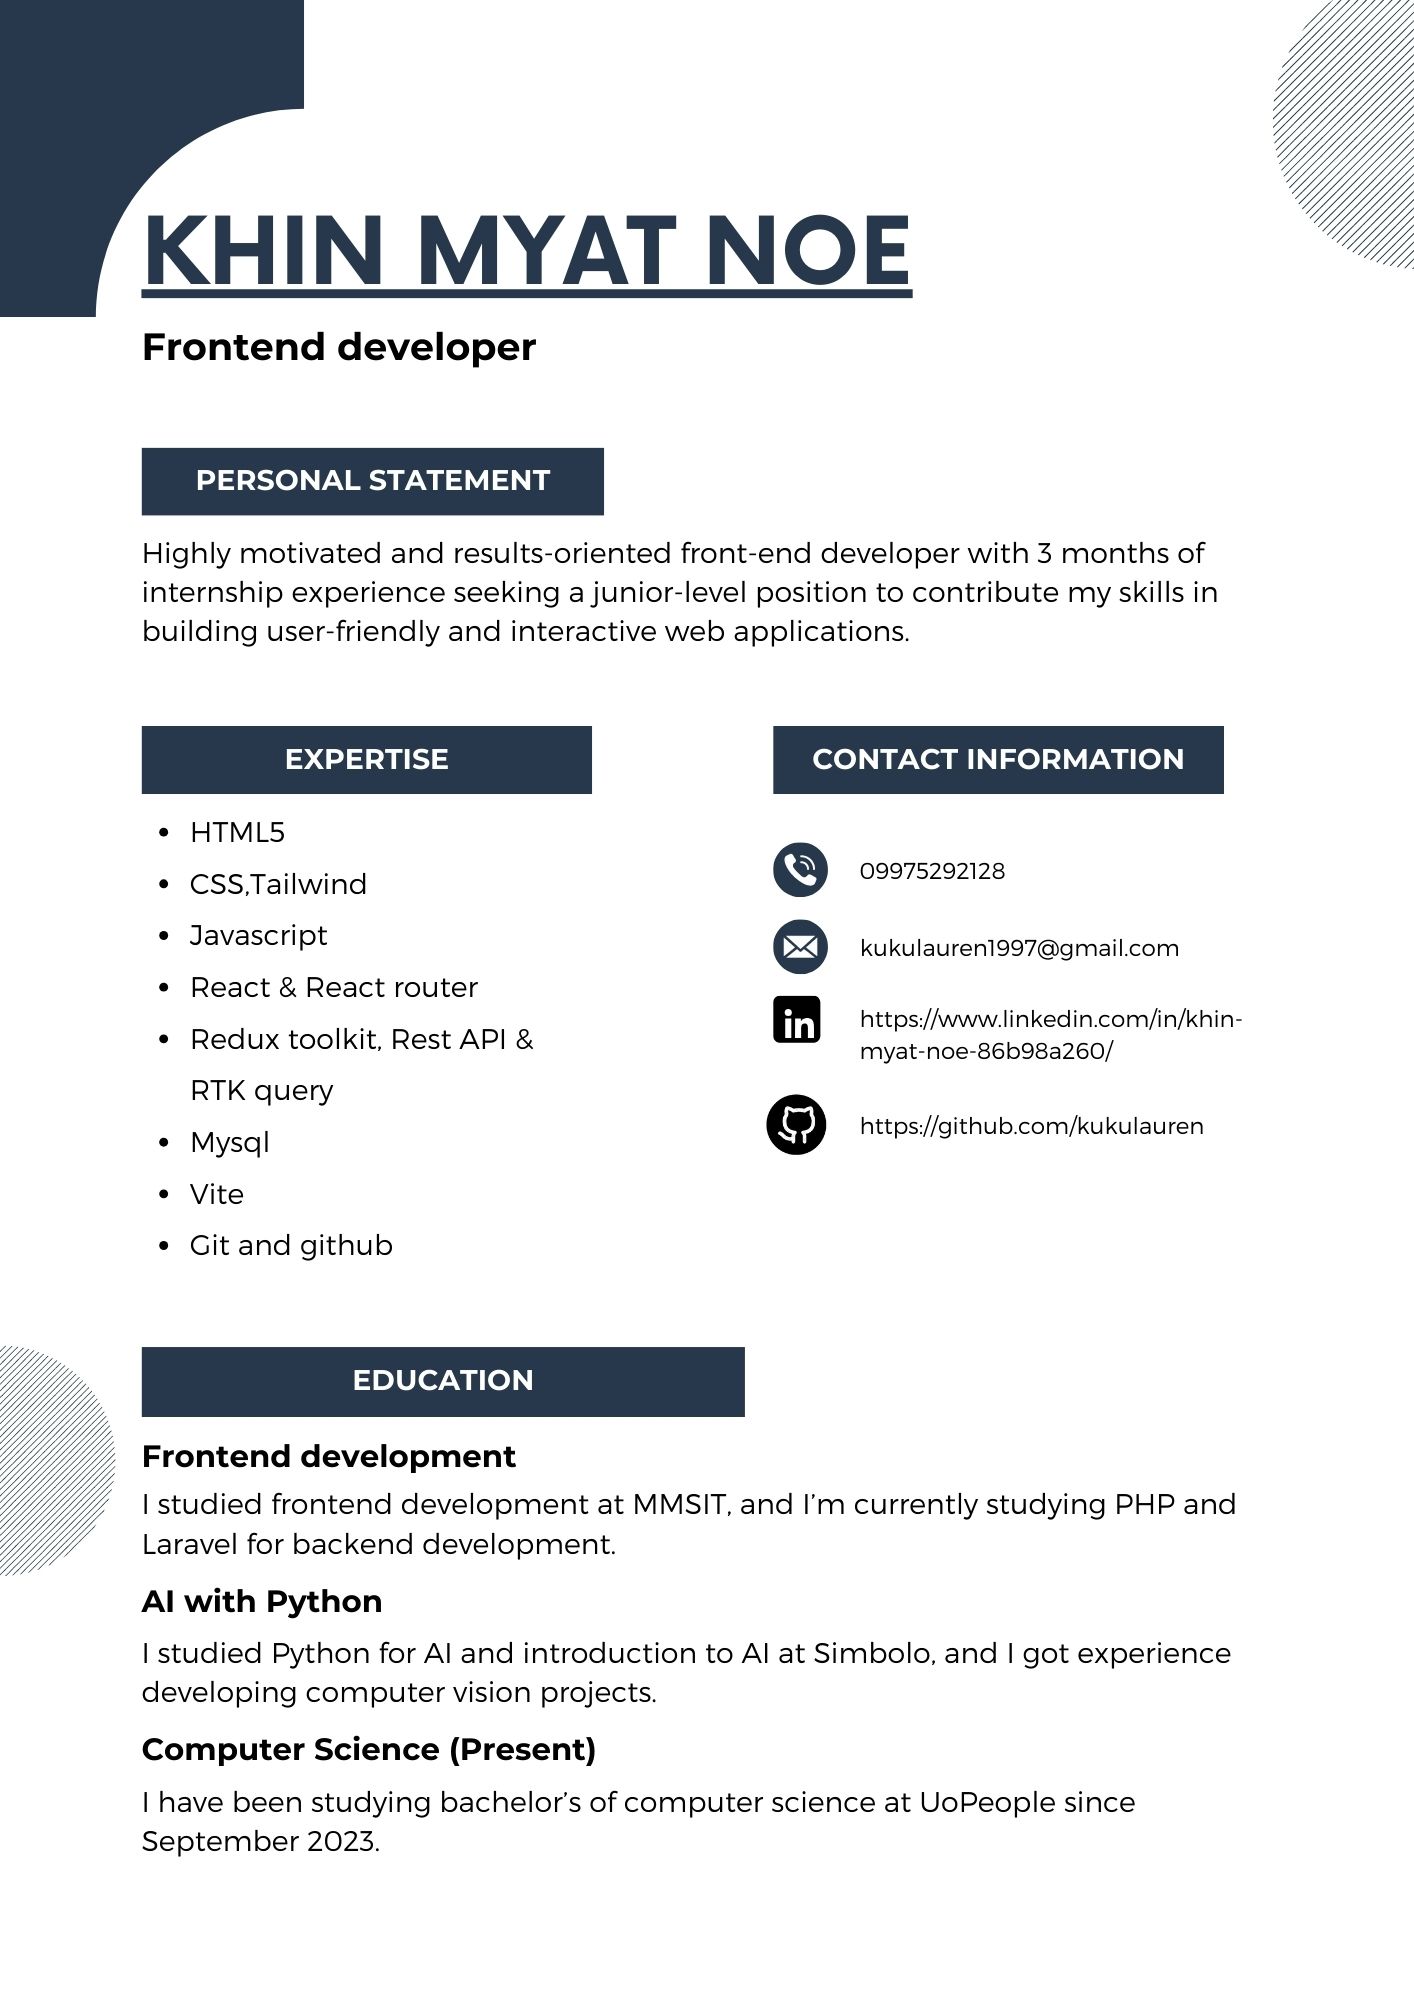 KHIN MYAT NOE
Frontend developer
PERSONAL STATEMENT
Highly motivated and results-oriented front-end developer with 3 months of
internship experience seeking a junior-level position to contribute my skills in
building user-friendly and interactive web applications.
EXPERTISE
• HTML5
• CSS,Tailwind
• Javascript
• React & React router
• Redux toolkit, Rest API &
RTK query
• Mysql
• Vite
• Git and github
CONTACT INFORMATION
09975292128
kukulauren1997@gmail.com
in
https://www.linkedin.com/in/khin-
myat-noe-86b98a260/
https://github.com/kukulauren
EDUCATION
Frontend development
I studied frontend development at MMSIT, and I’m currently studying PHP and
Laravel for backend development.
AI with Python
I studied Python for AI and introduction to AI at Simbolo, and I got experience
developing computer vision projects.
Computer Science (Present)
I have been studying bachelor’s of computer science at UoPeople since
September 2023.